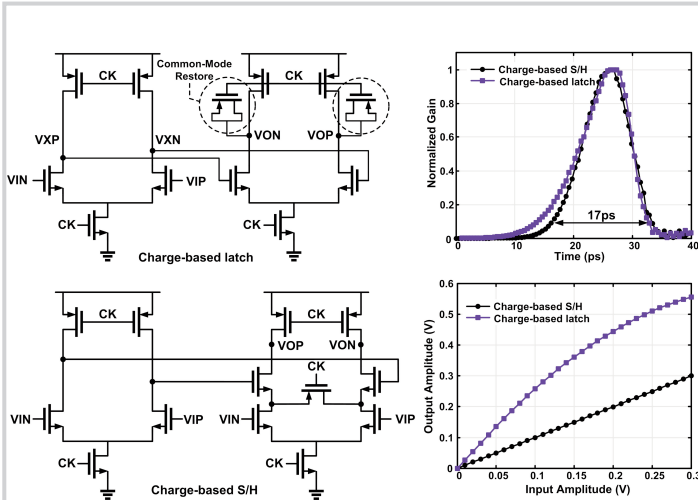 Common-Mode
Restore
CK
CK
VXP
VXN
VON
VOP
VIN
VIP
CK
CK
Charge-based latch
Charge-based S/H
Charge-based latch
Normalized Gain
1
0.8
0.6
0.4
0.2
0
0
10
20
30
40
17ps
Time (ps)
CK
CK
VOP
VON
CK
VIN
VIP
VIN
VIP
CK
CK
Charge-based S/H
Charge-based S/H
Charge-based latch
Output Amplitude (V)
0.6
0.5
0.4
0.3
0.2
0.1
0
0
0.05
0.1
0.15
0.2
0.25
0.3
Input Amplitude (V)